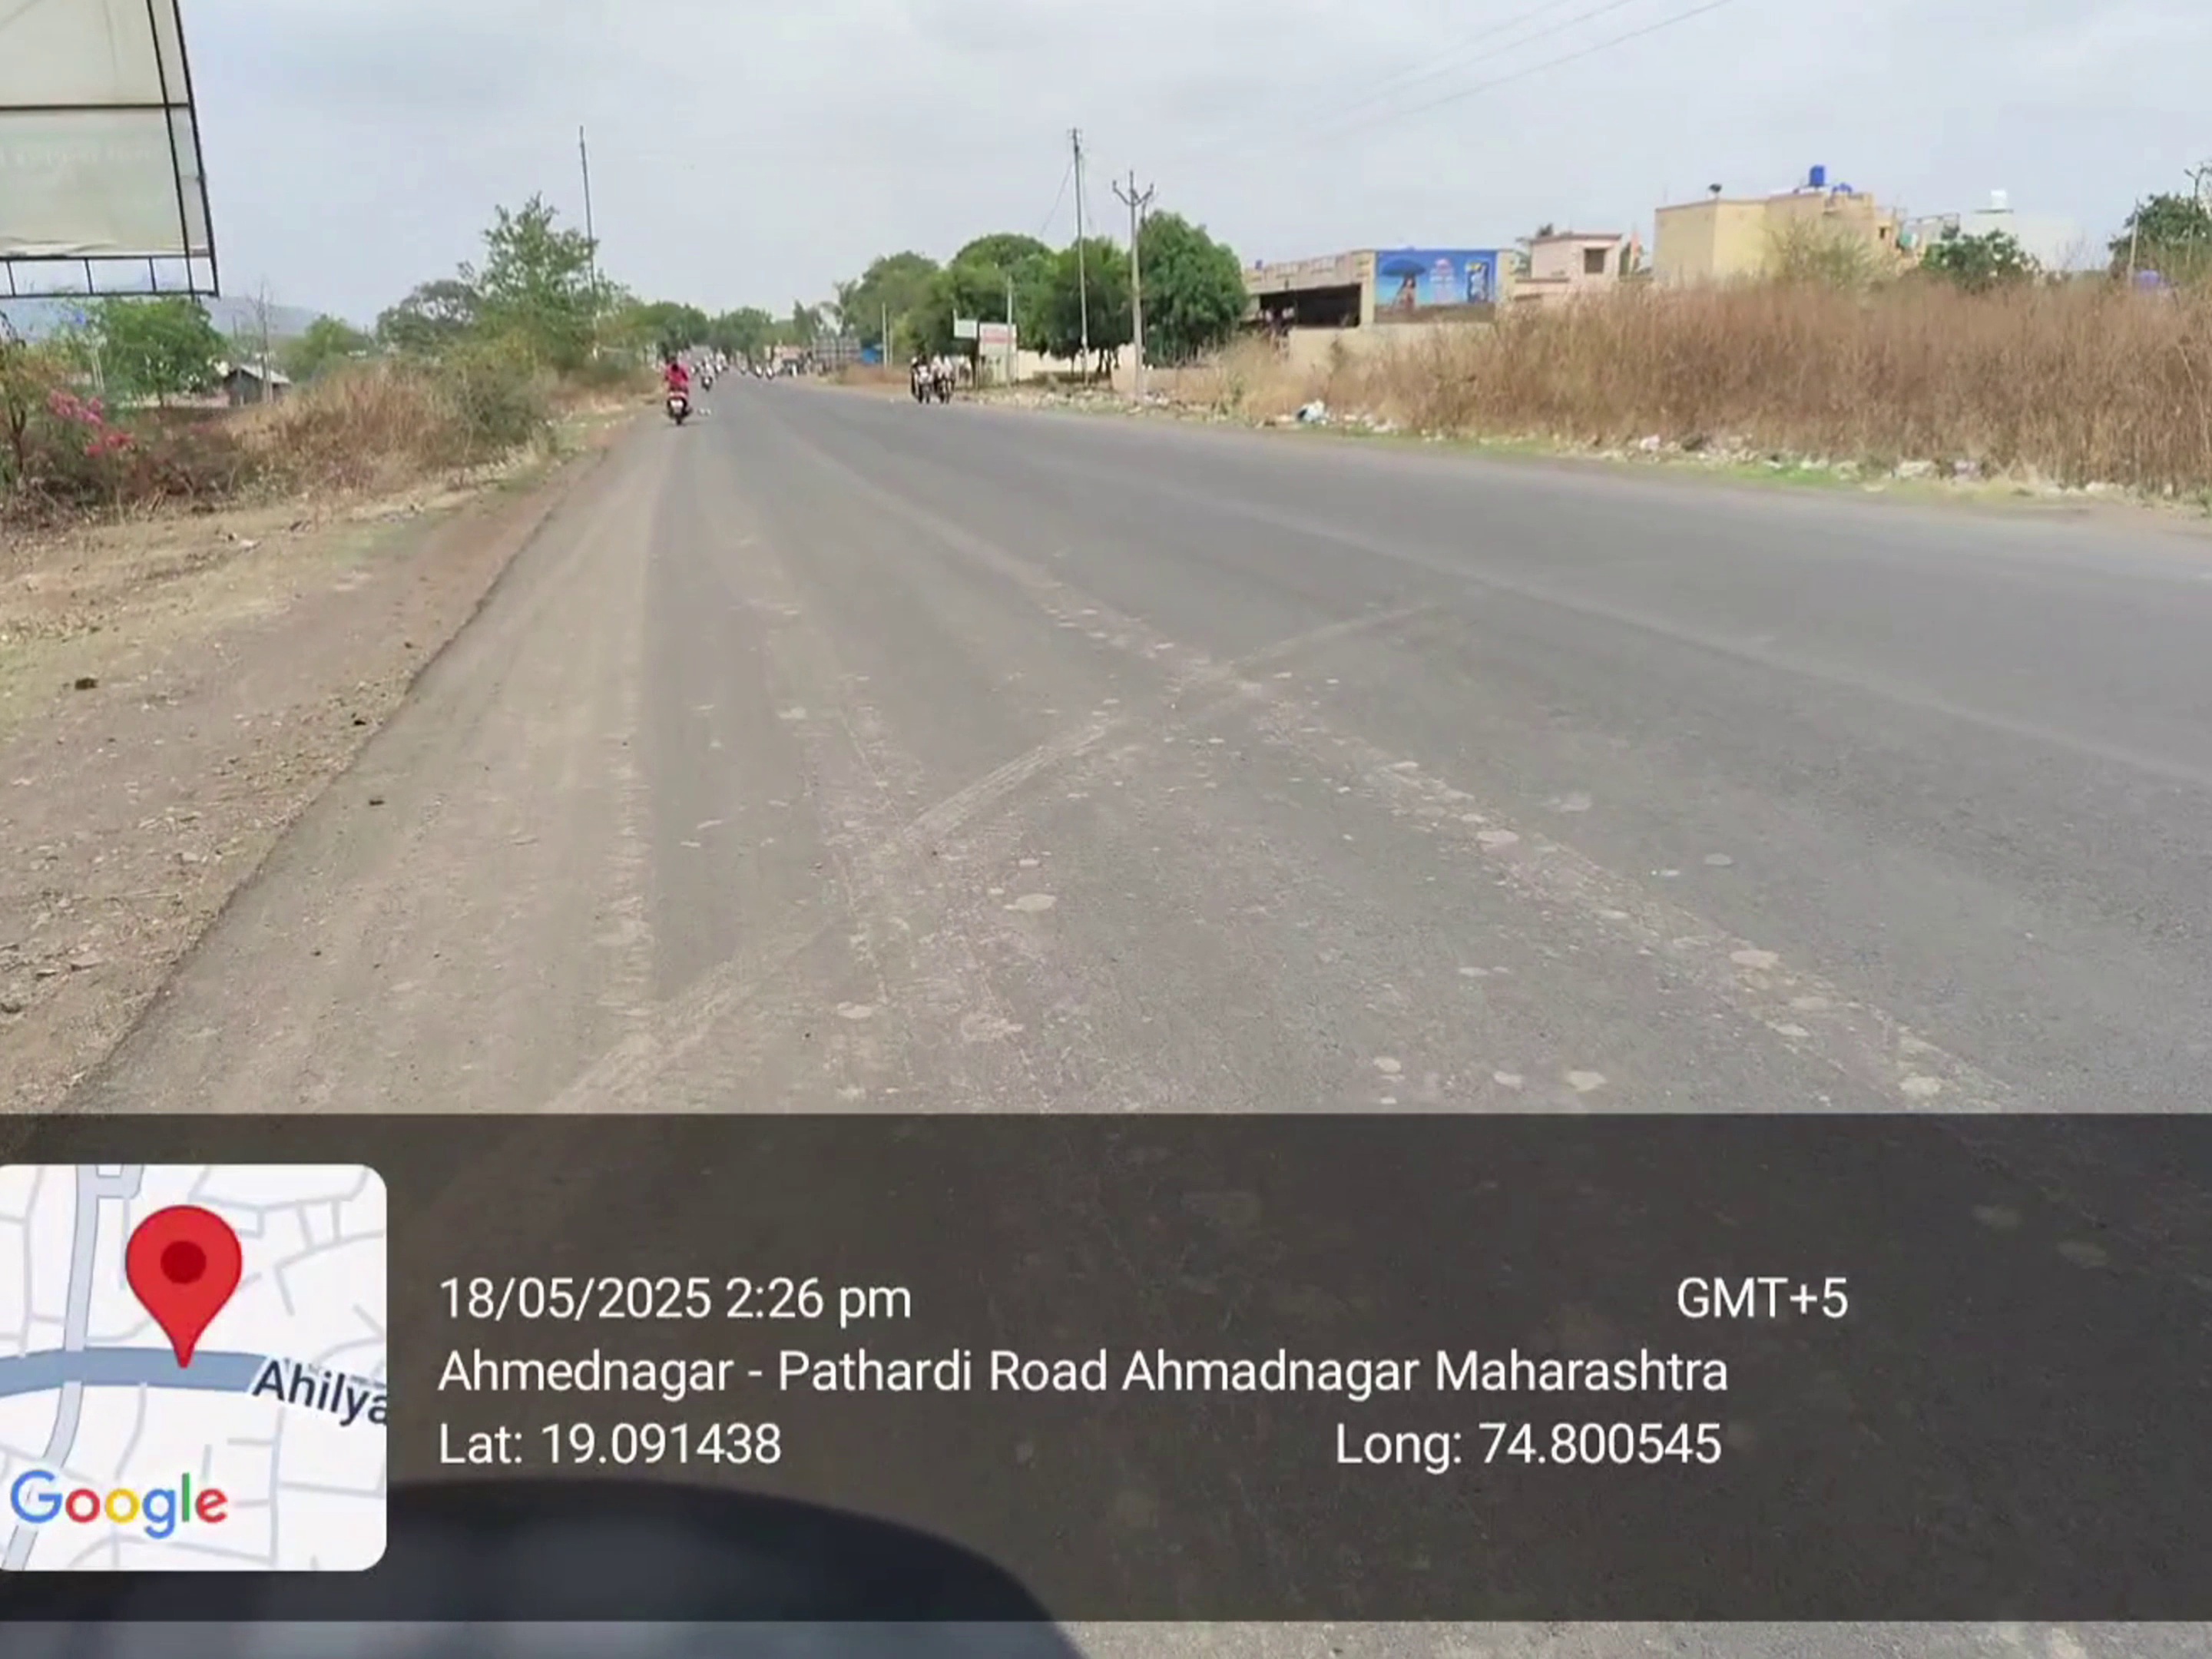 18/05/2025 2:26 pm GMT+5
Ahmednagar - Pathardi Road Ahmadnagar Maharashtra
Lat: 19.091438 Long: 74.800545
Ahilya
Google